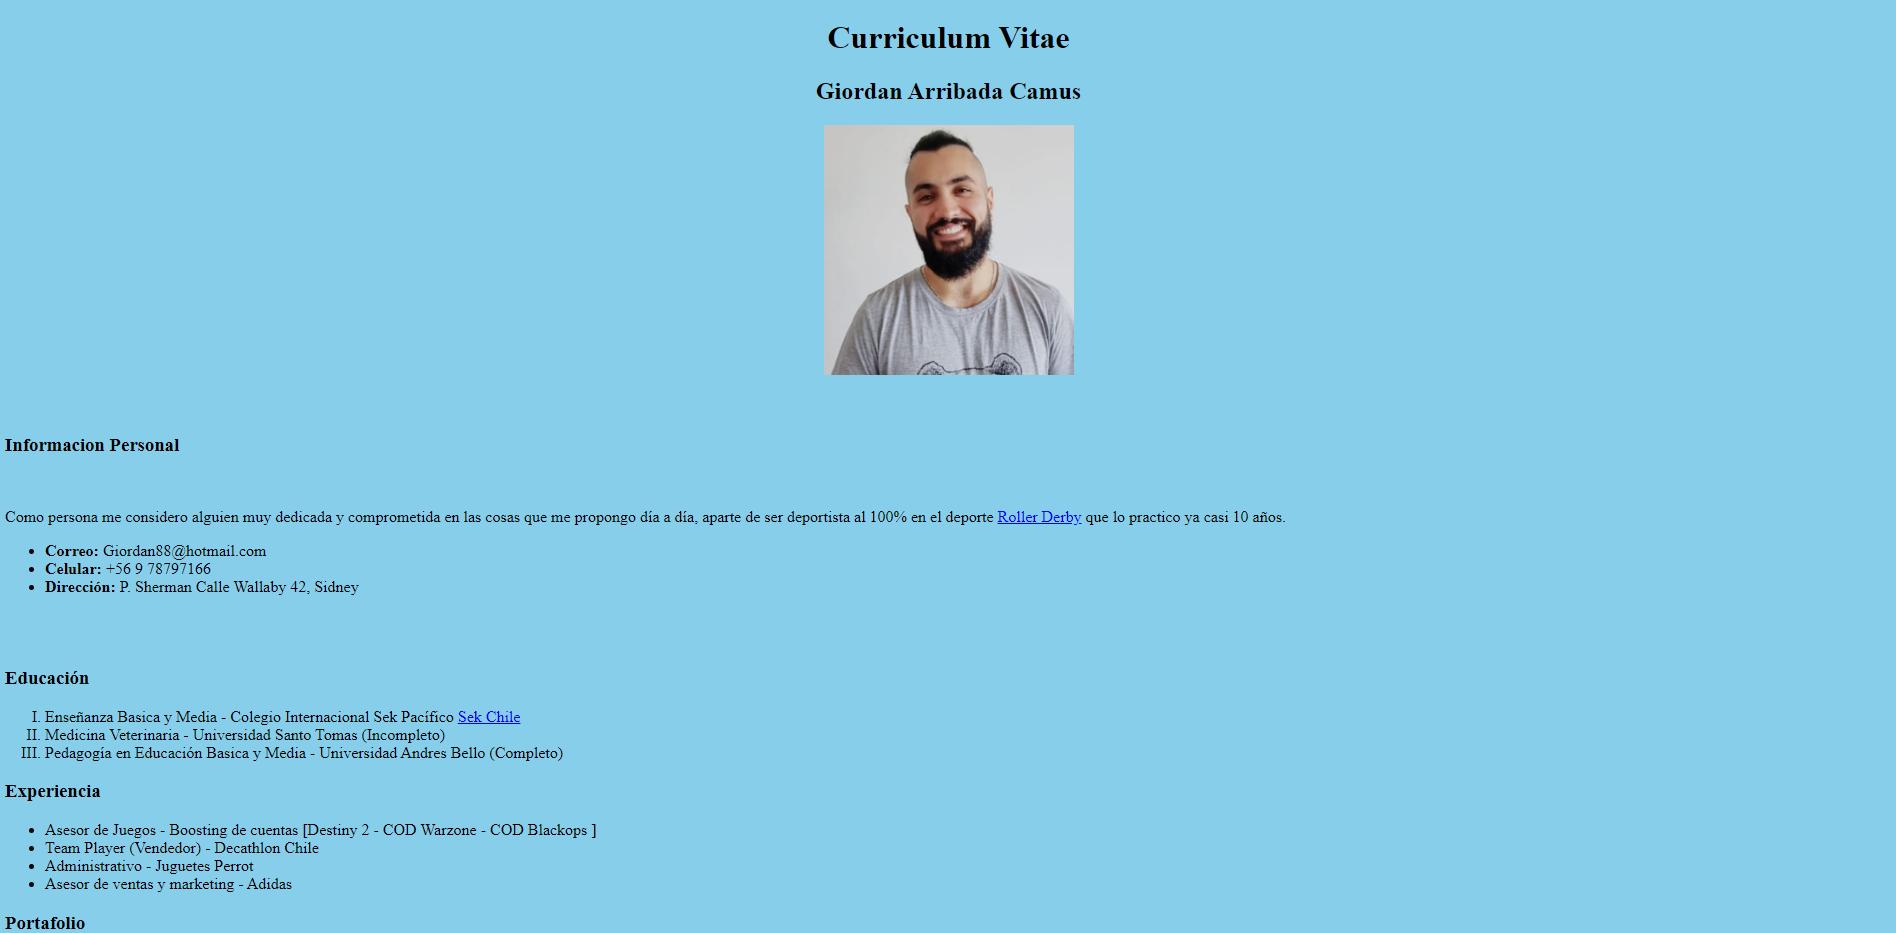 Curriculum Vitae
Giordan Arribada Camus
Informacion Personal
Como persona me considero alguien muy dedicada y comprometida en las cosas que me propongo día a día, aparte de ser deportista al 100% en el deporte Roller Derby que lo practico ya casi 10 años.
Correo: Giordan88@hotmail.com
Celular: +56 9 78797166
Dirección: P. Sherman Calle Wallaby 42, Sidney
Educación
I. Enseñanza Basica y Media - Colegio Internacional Sek Pacífico Sek Chile
II. Medicina Veterinaria - Universidad Santo Tomas (Incompleto)
III. Pedagogía en Educación Basica y Media - Universidad Andres Bello (Completo)
Experiencia
Asesor de Juegos - Boosting de cuentas [Destiny 2 - COD Warzone - COD Blackops ]
Team Player (Vendedor) - Decathlon Chile
Administrativo - Juguetes Perrot
Asesor de ventas y marketing - Adidas
Portafolio